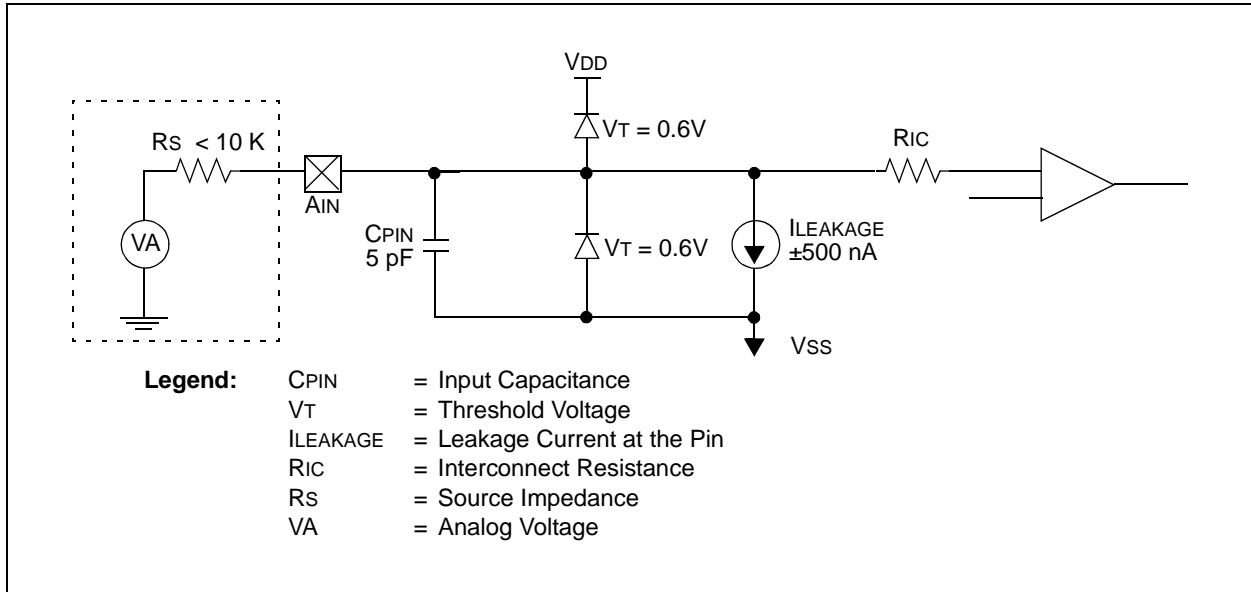 VDD
VT = 0.6V
RS < 10 K
RIC
AIN
CPIN
5 pF
VA
VT = 0.6V
ILEAKAGE
±500 nA
VSS
Legend:
CPIN = Input Capacitance
VT = Threshold Voltage
ILEAKAGE = Leakage Current at the Pin
RIC = Interconnect Resistance
RS = Source Impedance
VA = Analog Voltage